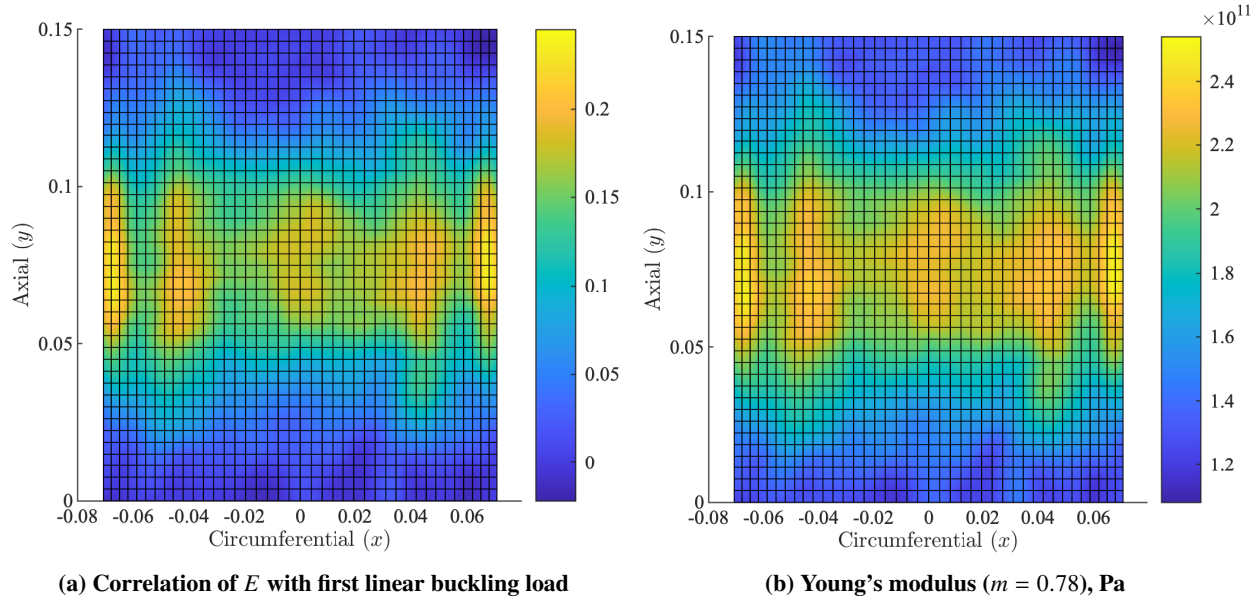 0.15
0.1
0.05
0
Axial (y)
-0.08 -0.06 -0.04 -0.02 0 0.02 0.04 0.06
Circumferential (x)
0.2
0.15
0.1
0.05
0
(a) Correlation of E with first linear buckling load
0.15
0.1
0.05
0
Axial (y)
-0.08 -0.06 -0.04 -0.02 0 0.02 0.04 0.06
Circumferential (x)
×10¹¹
2.4
2.2
2
1.8
1.6
1.4
1.2
(b) Young's modulus (m = 0.78), Pa